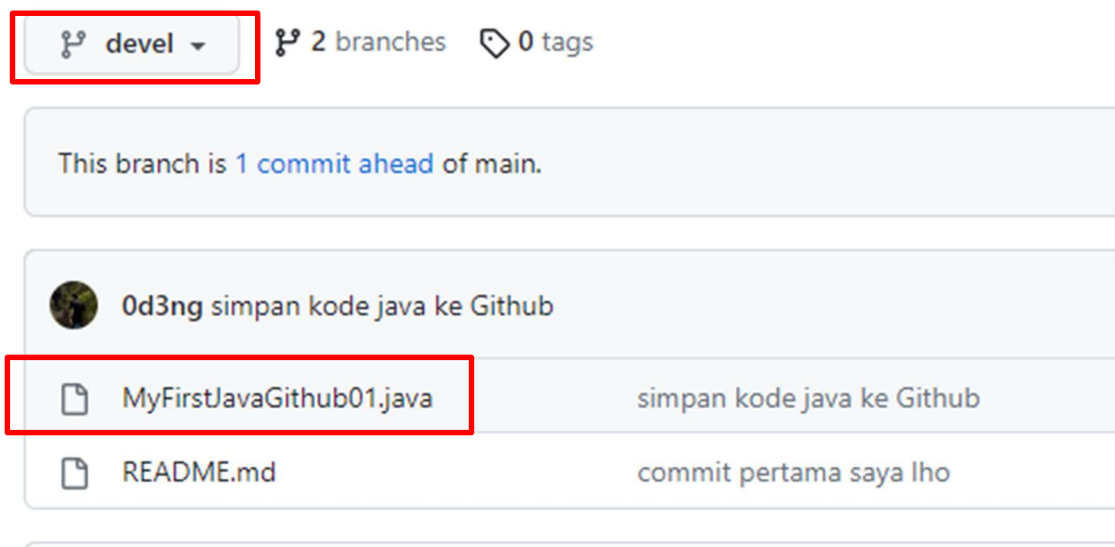 devel 2 branches 0 tags
This branch is 1 commit ahead of main.
0d3ng simpan kode java ke Github
MyFirstJavaGithub01.java simpan kode java ke Github
README.md commit pertama saya lho